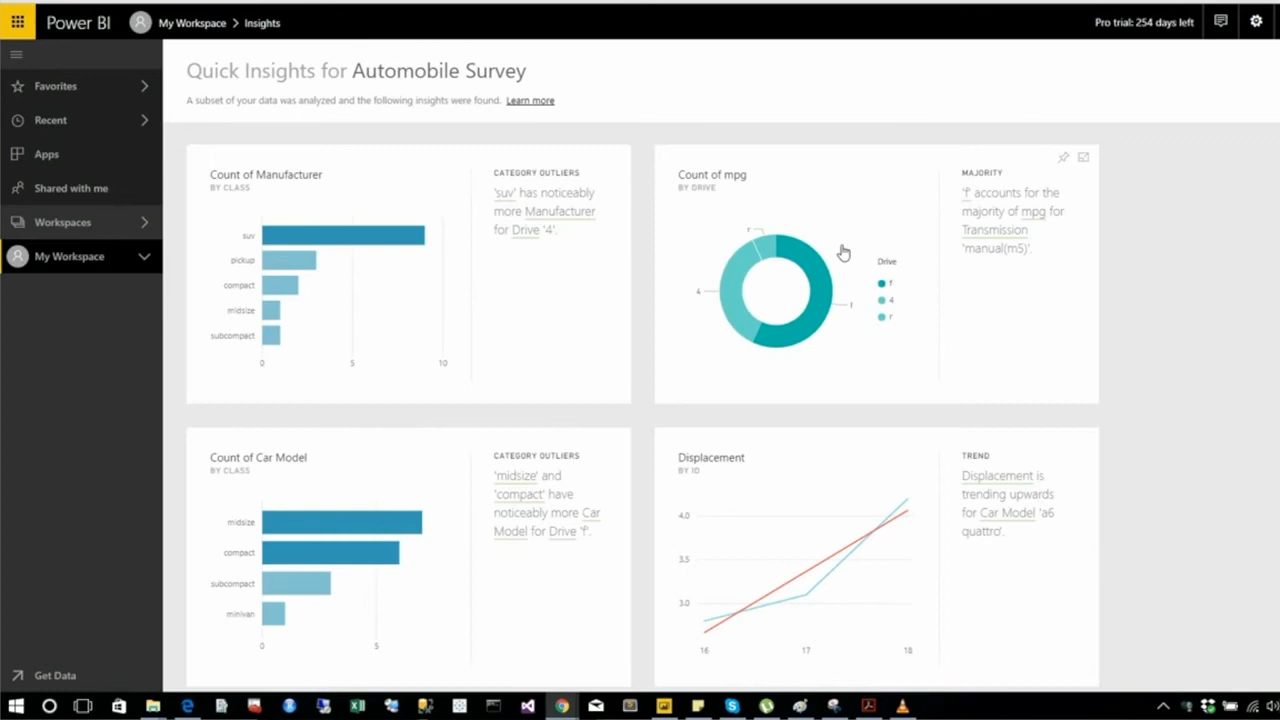 Power BI
My Workspace > Insights
Pro trial: 254 days left
Favorites
Recent
Apps
Shared with me
Workspaces
My Workspace
Get Data
Quick Insights for Automobile Survey
A subset of your data was analyzed and the following insights were found. Learn more
Count of Manufacturer
BY CLASS
suv
pickup
compact
midsize
subcompact
0 5 10
CATEGORY OUTLIERS
'suv' has noticeably
more Manufacturer
for Drive '4'.
Count of mpg
BY DRIVE
r
4
f
Drive
f
4
r
MAJORITY
'f' accounts for the
majority of mpg for
Transmission
'manual(m5)'.
Count of Car Model
BY CLASS
midsize
compact
subcompact
minivan
0 5
CATEGORY OUTLIERS
'midsize' and
'compact' have
noticeably more Car
Model for Drive 'f'.
Displacement
BY ID
4.0
3.5
3.0
16 17 18
TREND
Displacement is
trending upwards
for Car Model 'a6
quattro'.